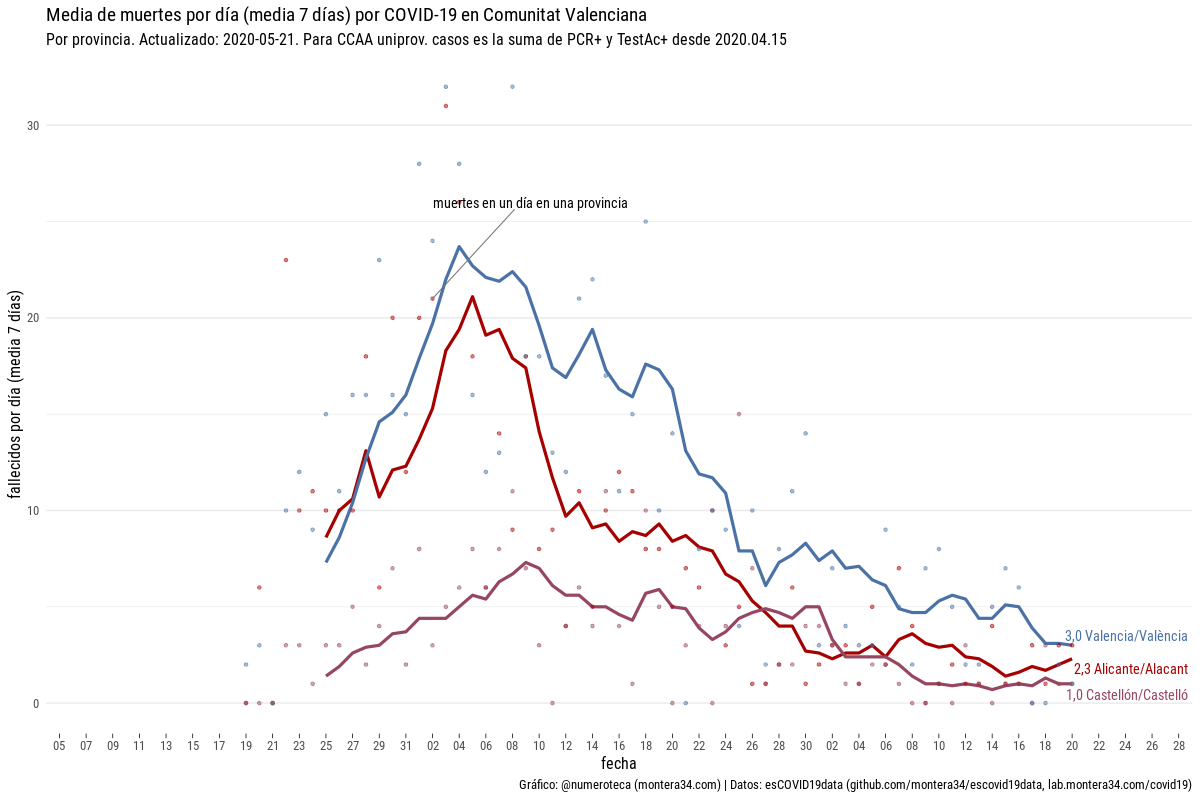 Media de muertes por día (media 7 días) por COVID-19 en Comunitat Valenciana
Por provincia. Actualizado: 2020-05-21. Para CCAA uniprov. casos es la suma de PCR+ y TestAc+ desde 2020.04.15
fallecidos por día (media 7 días)
30
20
10
0
muertes en un día en una provincia
3,0 Valencia/València
2,3 Alicante/Alacant
1,0 Castellón/Castelló
05 07 09 11 13 15 17 19 21 23 25 27 29 31 02 04 06 08 10 12 14 16 18 20 22 24 26 28 30 02 04 06 08 10 12 14 16 18 20 22 24 26 28
fecha
Gráfico: @numeroteca (montera34.com) | Datos: esCOVID19data (github.com/montera34/escovid19data, lab.montera34.com/covid19)